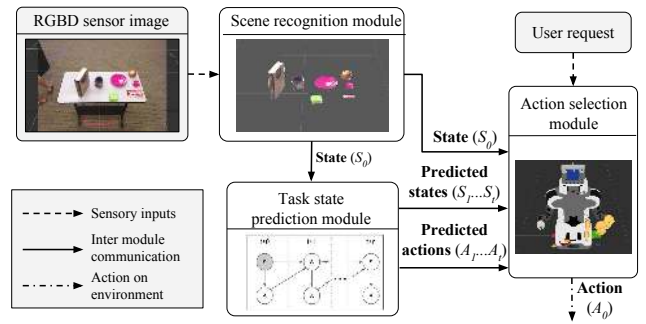 RGBD sensor image
Scene recognition module
User request
Action selection
module
State (S₀)
State (S₀)
Predicted
states (S₁...Sₜ)
Task state
prediction module
Predicted
actions (A₁...Aₜ)
Sensory inputs
Inter module
communication
Action on
environment
Action
(A₀)